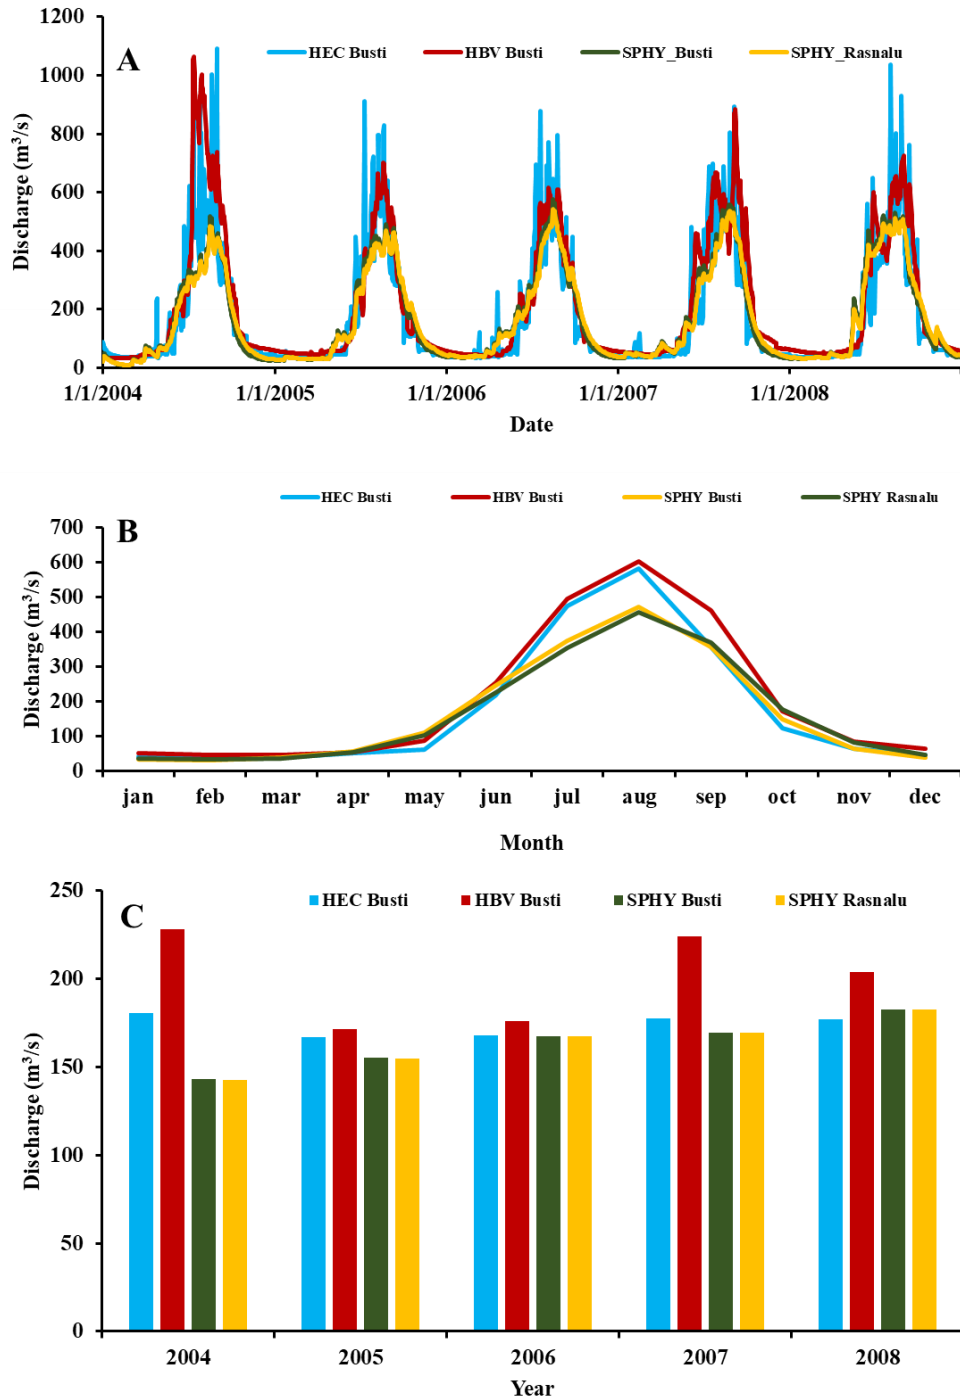 A
HEC Busti HBV Busti SPHY_Busti SPHY_Rasnalu
Discharge (m³/s)
1200
1000
800
600
400
200
0
1/1/2004 1/1/2005 1/1/2006 1/1/2007 1/1/2008
Date
HEC Busti HBV Busti SPHY Busti SPHY Rasnalu
B
Discharge (m³/s)
700
600
500
400
300
200
100
0
jan feb mar apr may jun jul aug sep oct nov dec
Month
HEC Busti HBV Busti SPHY Busti SPHY Rasnalu
C
Discharge (m³/s)
250
200
150
100
50
0
2004 2005 2006 2007 2008
Year